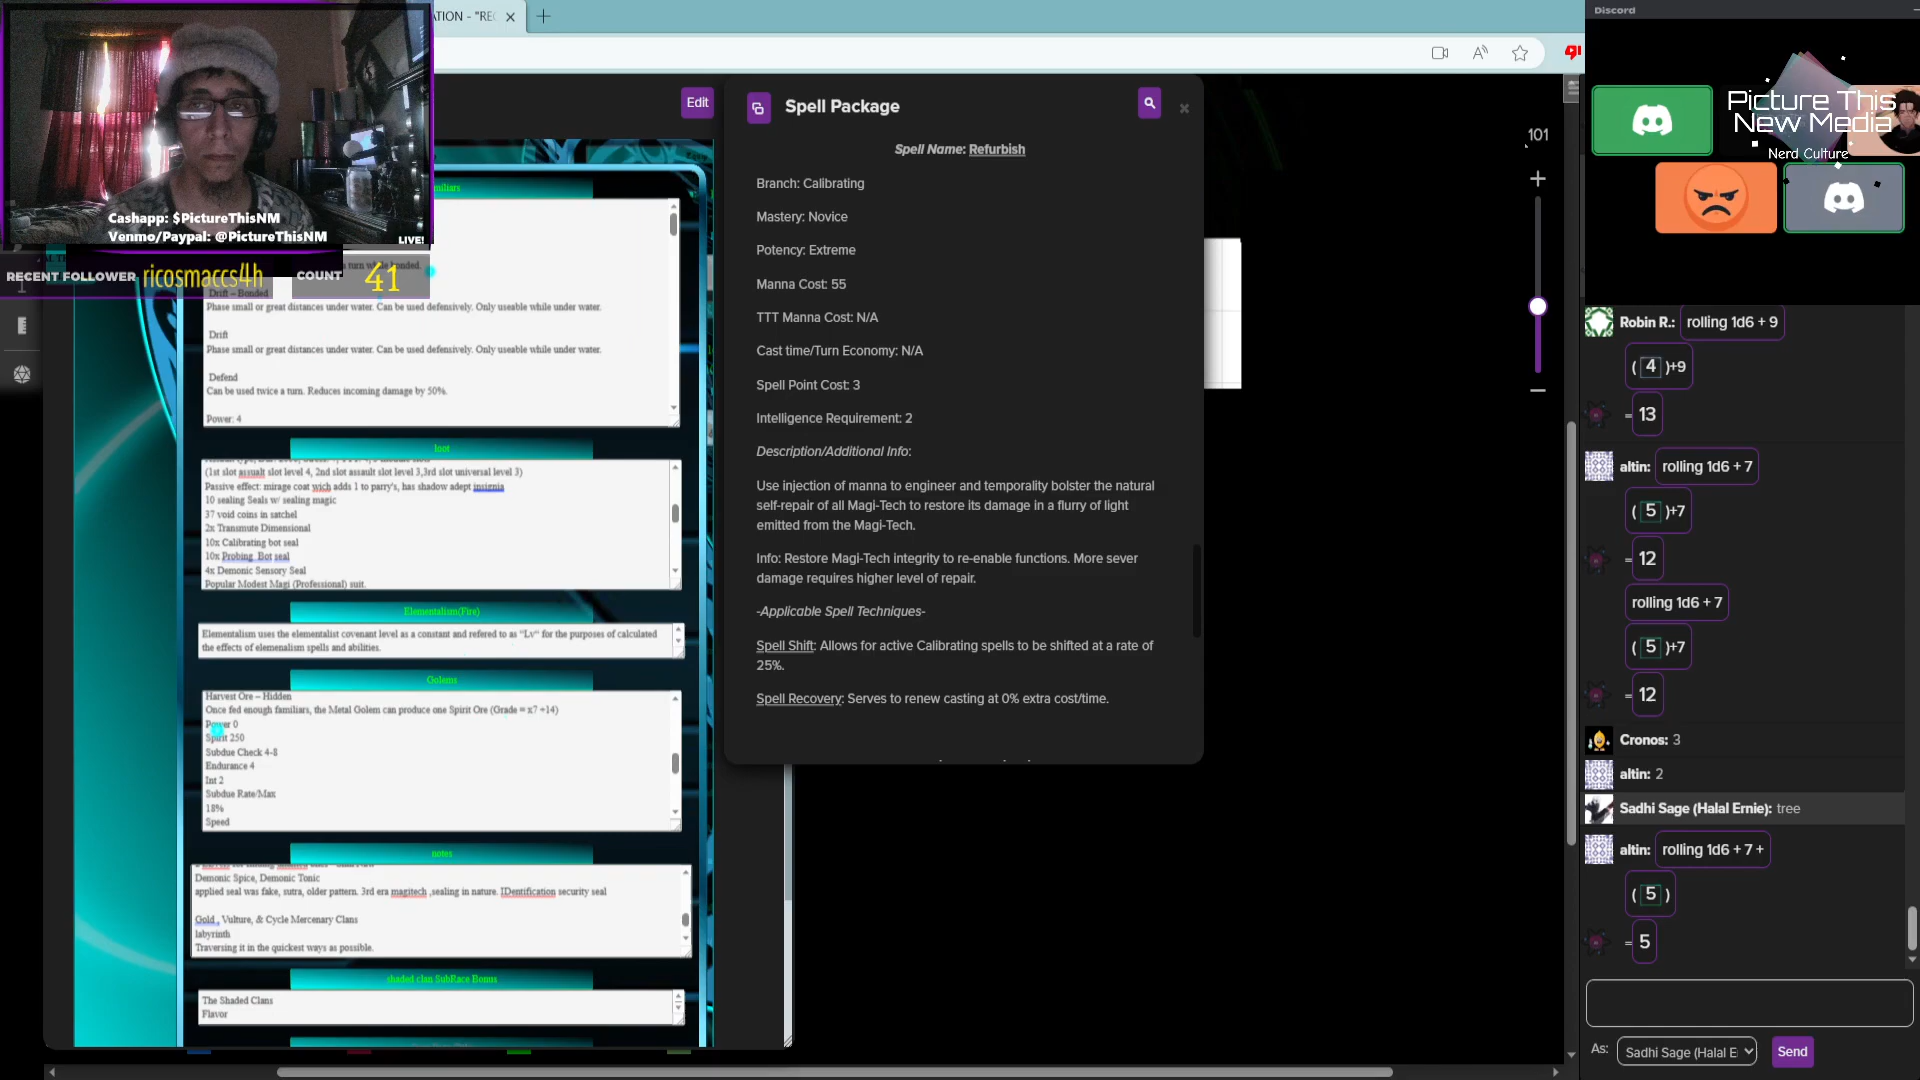 ATION - "REC
Edit
Cashapp: $PictureThisNM
Venmo/Paypal: @PictureThisNM
LIVE!
RECENT FOLLOWER ricosmaccs4h COUNT 41
miliars
a turn while bonded.
Drift – Bonded
Phase small or great distances under water. Can be used defensively. Only useable while under water.
Drift
Phase small or great distances under water. Can be used defensively. Only useable while under water.
Defend
Can be used twice a turn. Reduces incoming damage by 50%.
Power: 4
loot
(1st slot assualt slot level 4, 2nd slot assault slot level 3,3rd slot universal level 3)
Passive effect: mirage coat wich adds 1 to parry's, has shadow adept insignia
10 sealing Seals w/ sealing magic
37 void coins in satchel
2x Transmute Dimensional
10x Calibrating bot seal
10x Probing Bot seal
4x Demonic Sensory Seal
Popular Modest Magi (Professional) suit.
Elementalism(Fire)
Elementalism uses the elementalist covenant level as a constant and refered to as "Lv" for the purposes of calculated
the effects of elemenalism spells and abilities.
Golems
Harvest Ore – Hidden
Once fed enough familiars, the Metal Golem can produce one Spirit Ore (Grade = x? +14)
Power 0
Spirit 250
Subdue Check 4-8
Endurance 4
Int 2
Subdue Rate/Max
18%
Speed
notes
Demonic Spice, Demonic Tonic
applied seal was fake, sutra, older pattern. 3rd era magitech ,sealing in nature. IDentification security seal
Gold , Vulture, & Cycle Mercenary Clans
labyrinth
Traversing it in the quickest ways as possible.
shaded clan SubRace Bonus
The Shaded Clans
Flavor
Spell Package
Spell Name: Refurbish
Branch: Calibrating
Mastery: Novice
Potency: Extreme
Manna Cost: 55
TTT Manna Cost: N/A
Cast time/Turn Economy: N/A
Spell Point Cost: 3
Intelligence Requirement: 2
Description/Additional Info:
Use injection of manna to engineer and temporality bolster the natural
self-repair of all Magi-Tech to restore its damage in a flurry of light
emitted from the Magi-Tech.
Info: Restore Magi-Tech integrity to re-enable functions. More sever
damage requires higher level of repair.
-Applicable Spell Techniques-
Spell Shift: Allows for active Calibrating spells to be shifted at a rate of
25%.
Spell Recovery: Serves to renew casting at 0% extra cost/time.
101
Discord
Picture This
New Media
Nerd Culture
Robin R.: rolling 1d6 + 9
( 4 )+9
= 13
altin: rolling 1d6 + 7
( 5 )+7
= 12
rolling 1d6 + 7
( 5 )+7
= 12
Cronos: 3
altin: 2
Sadhi Sage (Halal Ernie): tree
altin: rolling 1d6 + 7 +
( 5 )
= 5
As: Sadhi Sage (Halal E
Send